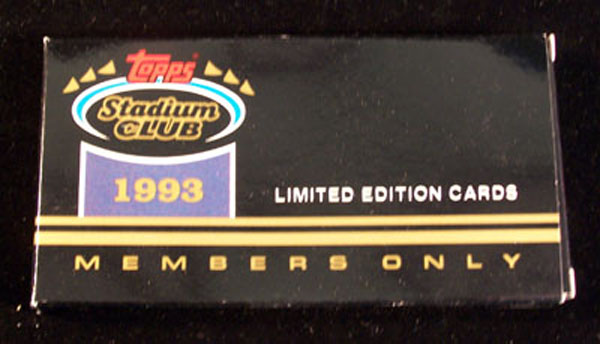 Topps
Stadium
CLUB
1993
LIMITED EDITION CARDS
MEMBERS ONLY